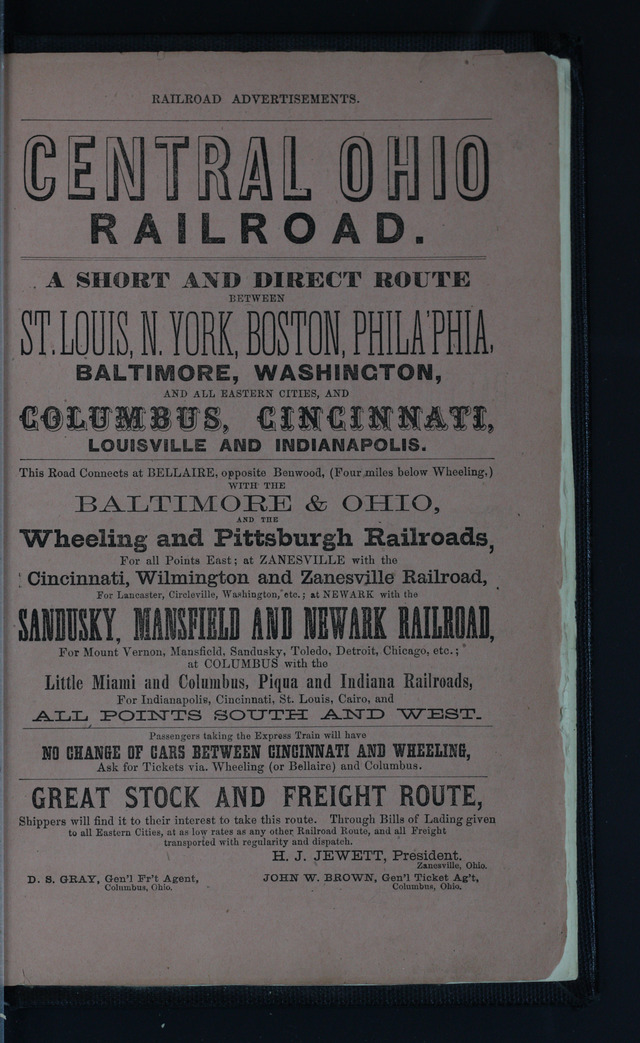 RAILROAD ADVERTISEMENTS.
CENTRAL OHIO
RAILROAD.
A SHORT AND DIRECT ROUTE
BETWEEN
ST. LOUIS, N. YORK, BOSTON, PHILA'PHIA,
BALTIMORE, WASHINGTON,
AND ALL EASTERN CITIES, AND
COLUMBUS, CINCINNATI,
LOUISVILLE AND INDIANAPOLIS.
This Road Connects at BELLAIRE, opposite Benwood, (Four miles below Wheeling,)
WITH THE
BALTIMORE & OHIO,
AND THE
Wheeling and Pittsburgh Railroads,
For all Points East; at ZANESVILLE with the
Cincinnati, Wilmington and Zanesville Railroad,
For Lancaster, Circleville, Washington, etc.; at NEWARK with the
SANDUSKY, MANSFIELD AND NEWARK RAILROAD,
For Mount Vernon, Mansfield, Sandusky, Toledo, Detroit, Chicago, etc.;
at COLUMBUS with the
Little Miami and Columbus, Piqua and Indiana Railroads,
For Indianapolis, Cincinnati, St. Louis, Cairo, and
ALL POINTS SOUTH AND WEST.
Passengers taking the Express Train will have
NO CHANGE OF CARS BETWEEN CINCINNATI AND WHEELING,
Ask for Tickets via. Wheeling (or Bellaire) and Columbus.
GREAT STOCK AND FREIGHT ROUTE,
Shippers will find it to their interest to take this route. Through Bills of Lading given
to all Eastern Cities, at as low rates as any other Railroad Route, and all Freight
transported with regularity and dispatch.
H. J. JEWETT, President.
Zanesville, Ohio.
D. S. GRAY, Gen'l Fr't Agent,
Columbus, Ohio.
JOHN W. BROWN, Gen'l Ticket Ag't,
Columbus, Ohio.